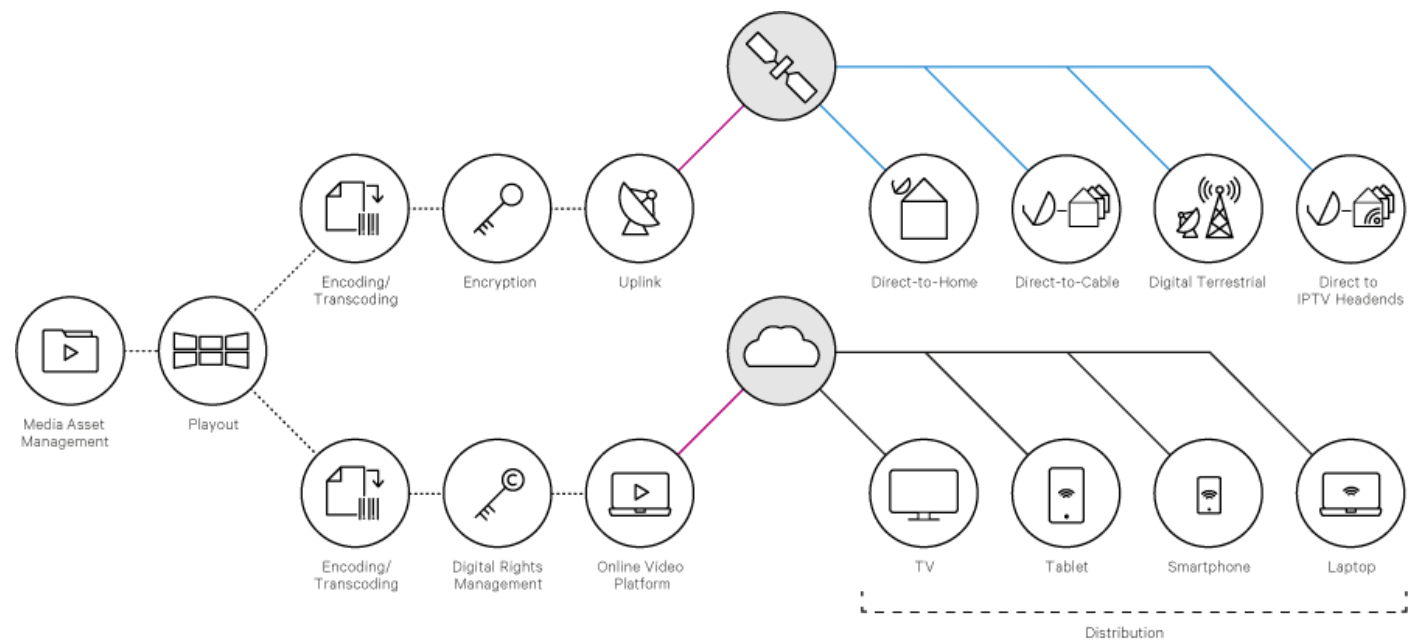 Encoding/
Transcoding
Encryption
Uplink
Direct-to-Home
Direct-to-Cable
Digital Terrestrial
Direct to
IPTV Headends
Media Asset
Management
Playout
Encoding/
Transcoding
Digital Rights
Management
C
Online Video
Platform
TV
Tablet
Smartphone
Laptop
Distribution